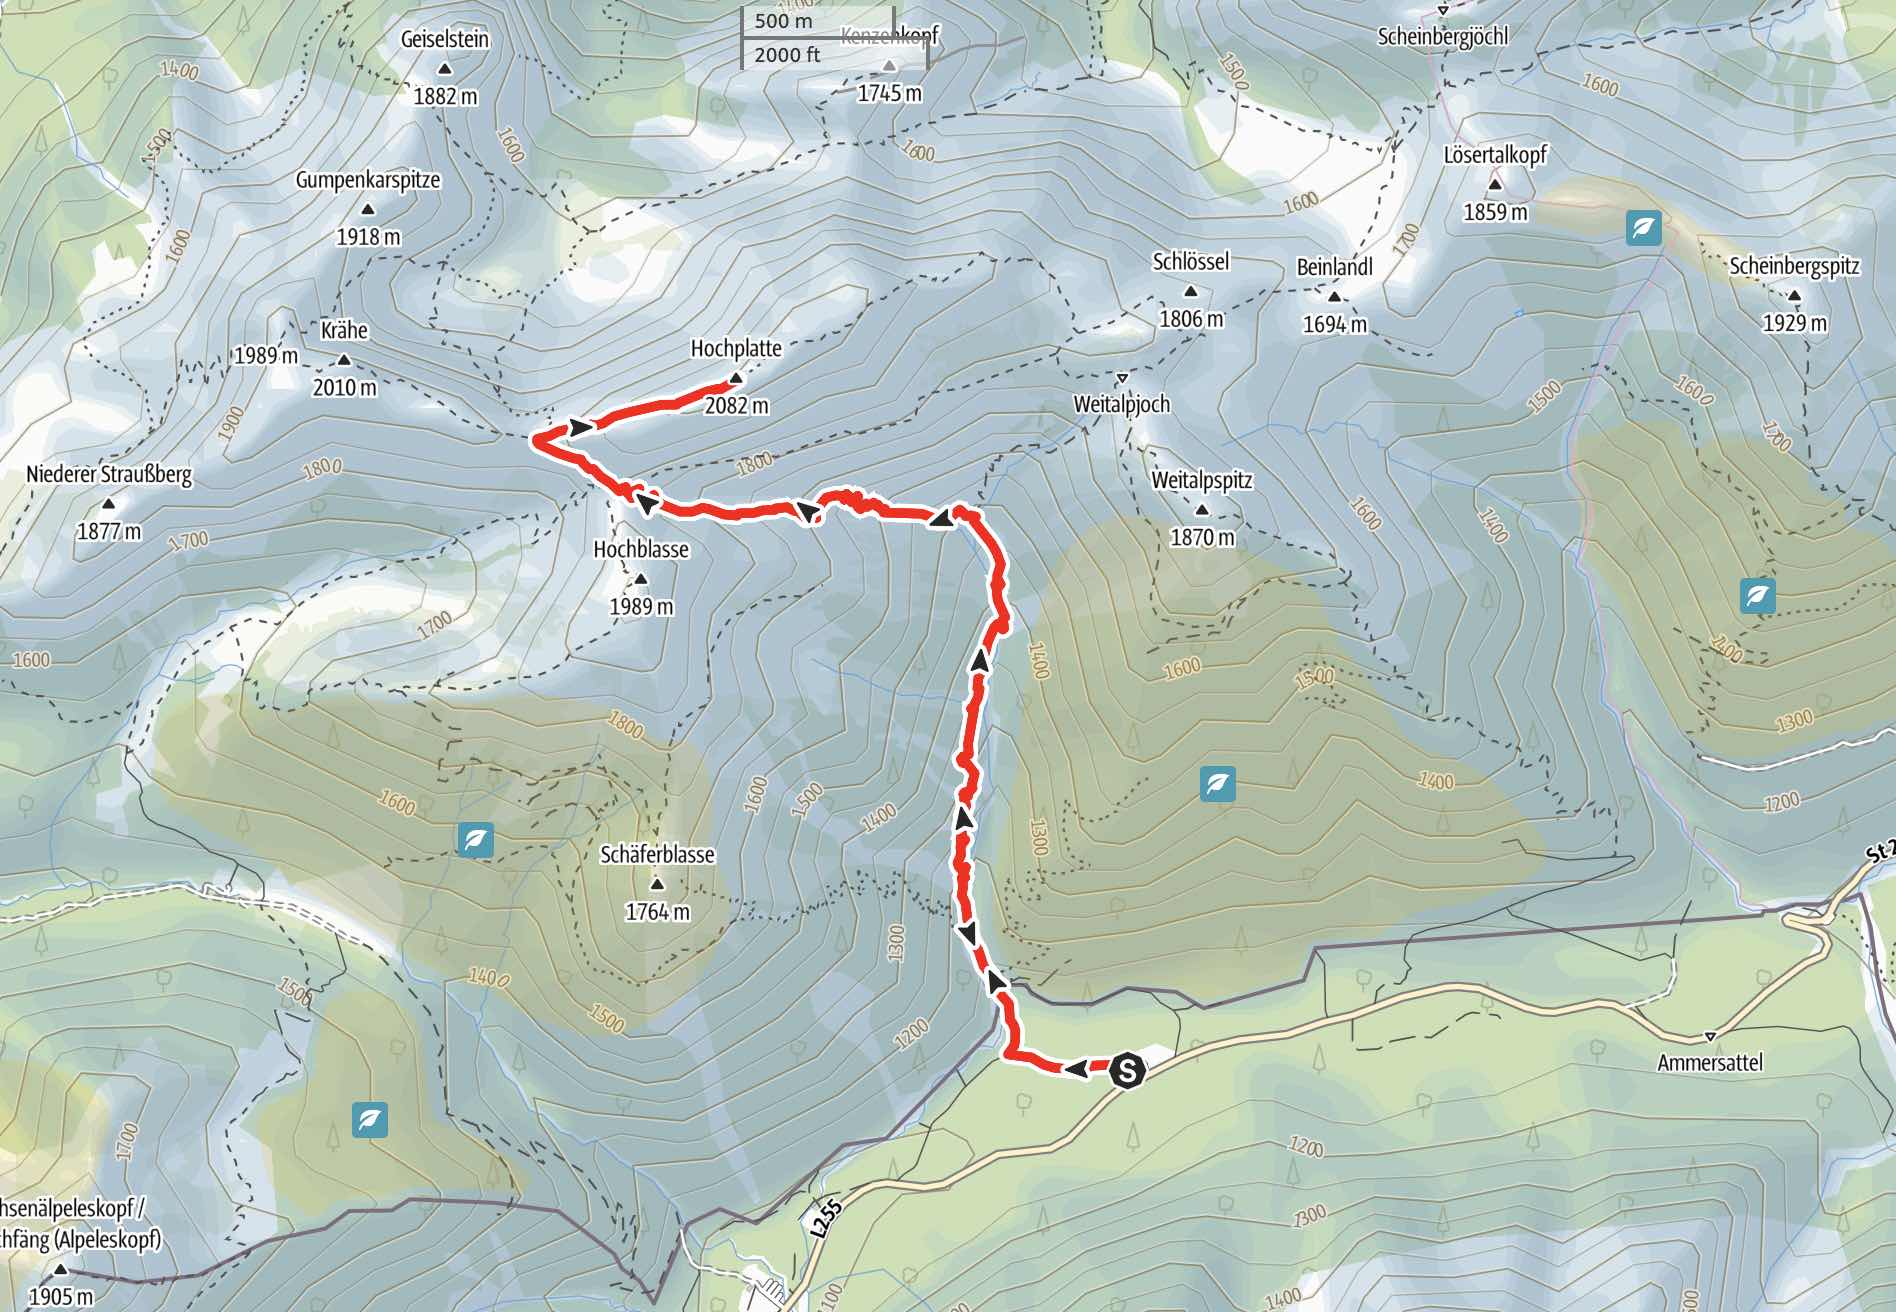 1400
500 m
2000 ft
Kenzenkopf
1745 m
Geiselstein
1882 m
Scheinbergjöchl
1400
1500
1600
1500
1600
1600
Lösertalkopf
1859 m
Gumpenkarspitze
1918 m
1600
1600
1700
Schlössel
1806 m
Beinlandl
1694 m
Scheinbergspitz
1929 m
Krähe
1989 m
2010 m
Hochplatte
2082 m
Weitalpjoch
1500
1600
1900
1700
1800
1800
Niederer Straußberg
1877 m
Weitalpspitz
1870 m
1600
1400
1700
Hochblasse
1989 m
1700
1600
1400
1600
1500
1400
1300
1800
1600
1500
1400
1600
1300
1400
1200
Schäferblasse
1764 m
St 2
1300
1400
1500
1500
1200
S
Ammersattel
1700
1200
hsenälpeleskopf /
chfäng (Alpeleskopf)
1905 m
L255
1300
1400
1100